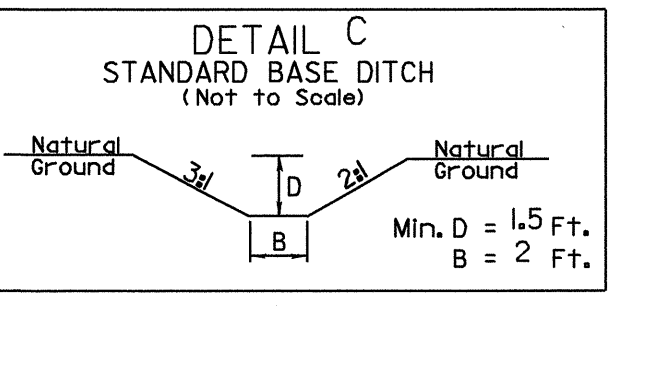 DETAIL C
STANDARD BASE DITCH
(Not to Scale)
Natural
Ground
3:1
D
2:1
Natural
Ground
B
Min. D = 1.5 Ft.
B = 2 Ft.